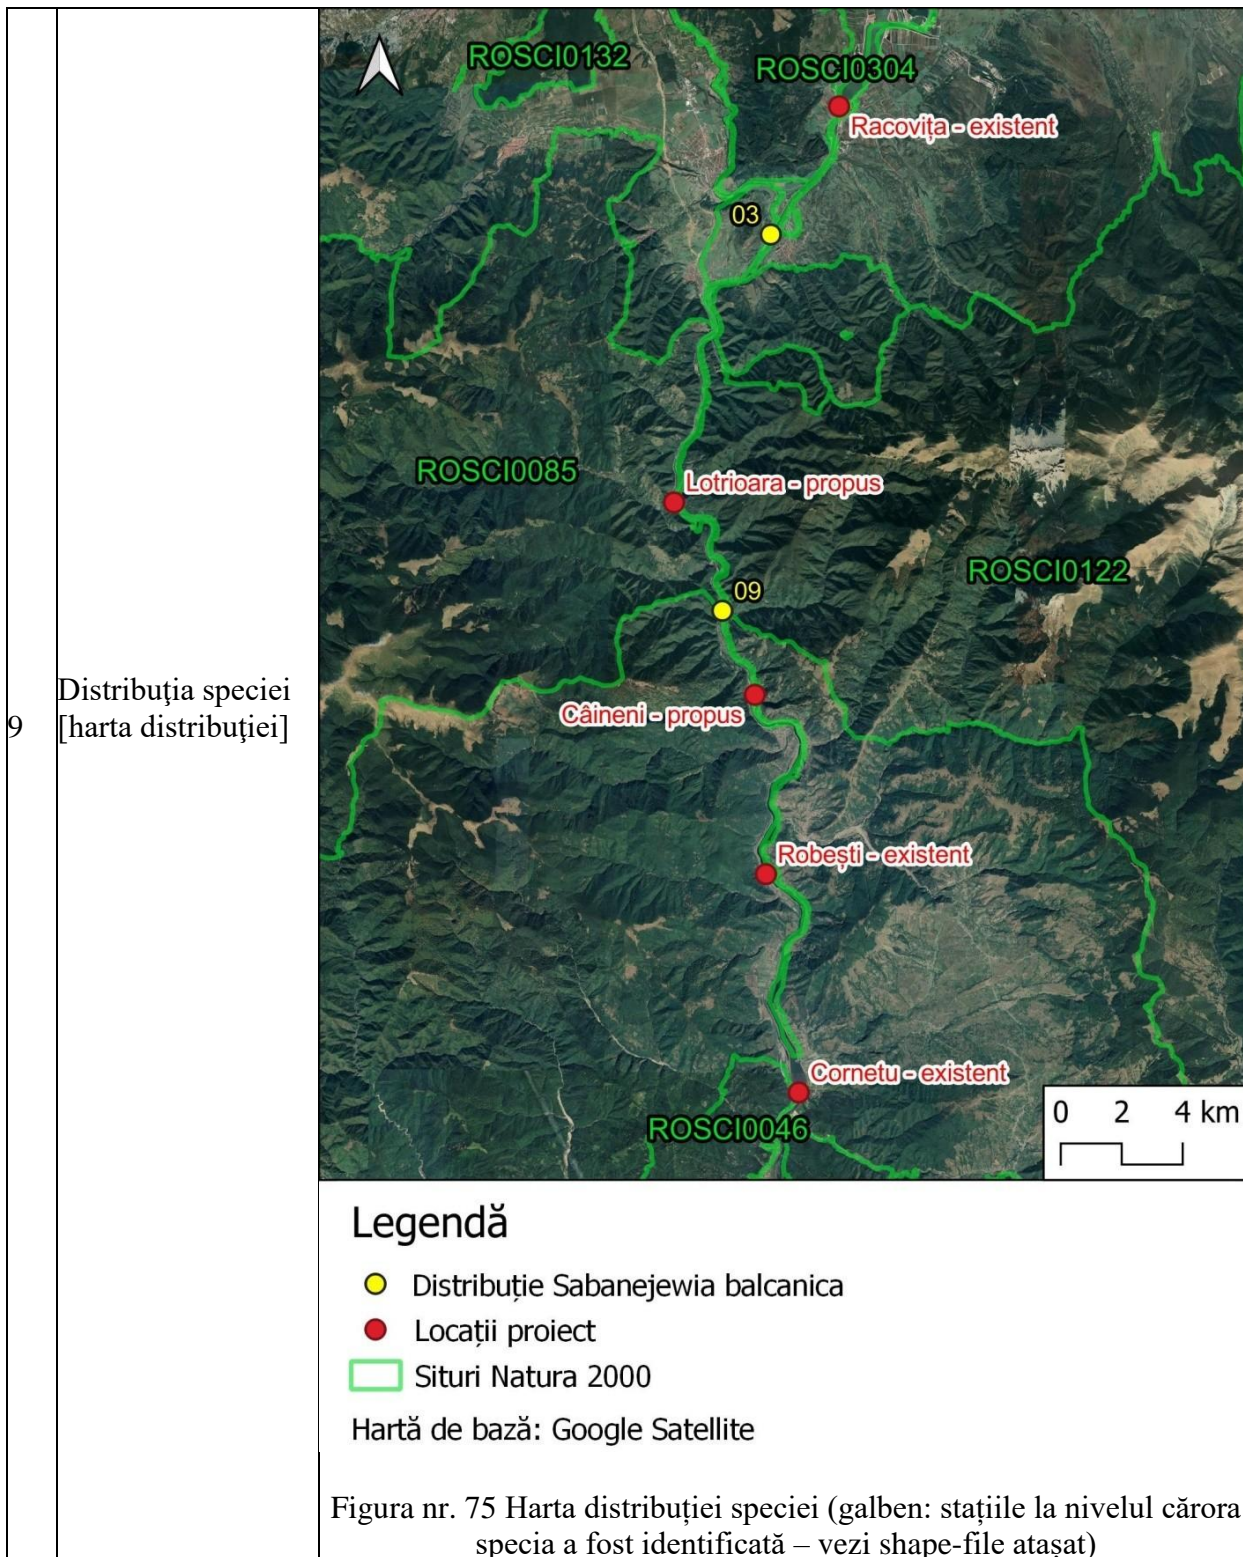 9
Distribuţia speciei
[harta distribuţiei]
ROSCI0132
ROSCI0304
Racovița - existent
03
Lotrioara - propus
ROSCI0085
ROSCI0122
09
Câineni - propus
Robești - existent
Cornetu - existent
ROSCI0046
0 2 4 km
Legendă
Distribuție Sabanejewia balcanica
Locații proiect
Situri Natura 2000
Hartă de bază: Google Satellite
Figura nr. 75 Harta distribuției speciei (galben: stațiile la nivelul cărora
specia a fost identificată – vezi shape-file atașat)